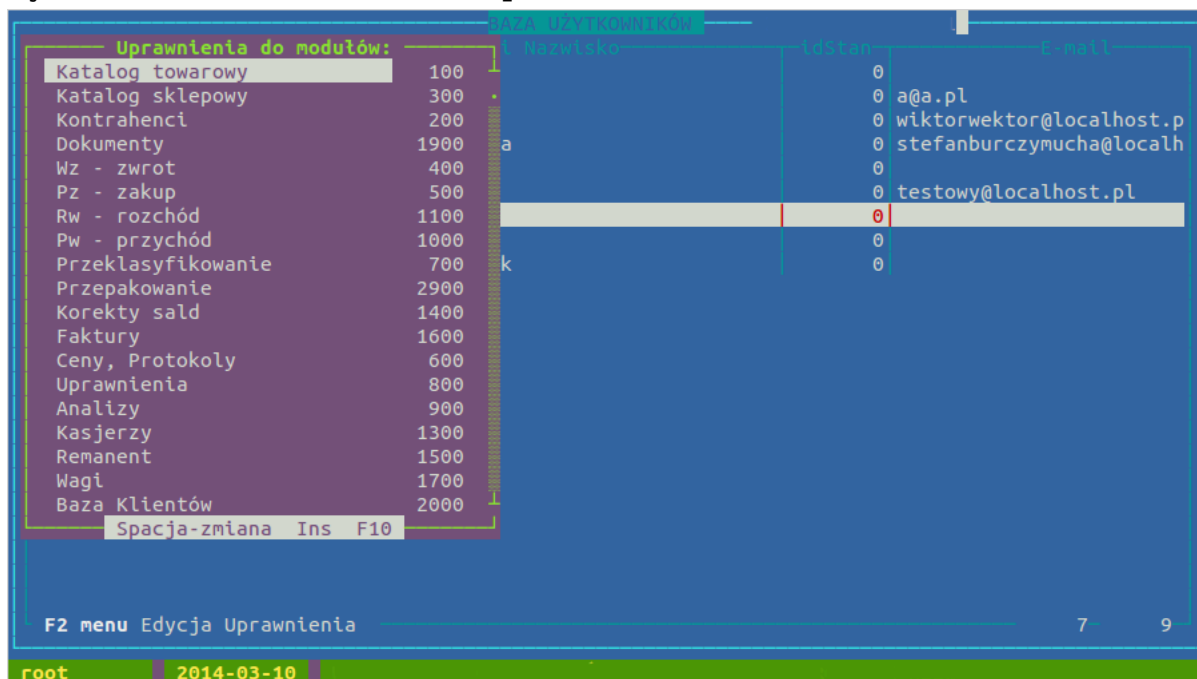 BAZA UŻYTKOWNIKÓW
Uprawnienia do modułów: i Nazwisko idStan E-mail
Katalog towarowy 100 0
Katalog sklepowy 300 0 a@a.pl
Kontrahenci 200 0 wiktorwektor@localhost.p
Dokumenty 1900 a 0 stefanburczymucha@localh
Wz - zwrot 400 0
Pz - zakup 500 0 testowy@localhost.pl
Rw - rozchód 1100 0
Pw - przychód 1000 0
Przeklasyfikowanie 700 k 0
Przepakowanie 2900
Korekty sald 1400
Faktury 1600
Ceny, Protokoly 600
Uprawnienia 800
Analizy 900
Kasjerzy 1300
Remanent 1500
Wagi 1700
Baza Klientów 2000
Spacja-zmiana Ins F10
F2 menu Edycja Uprawnienia 7 9
root 2014-03-10